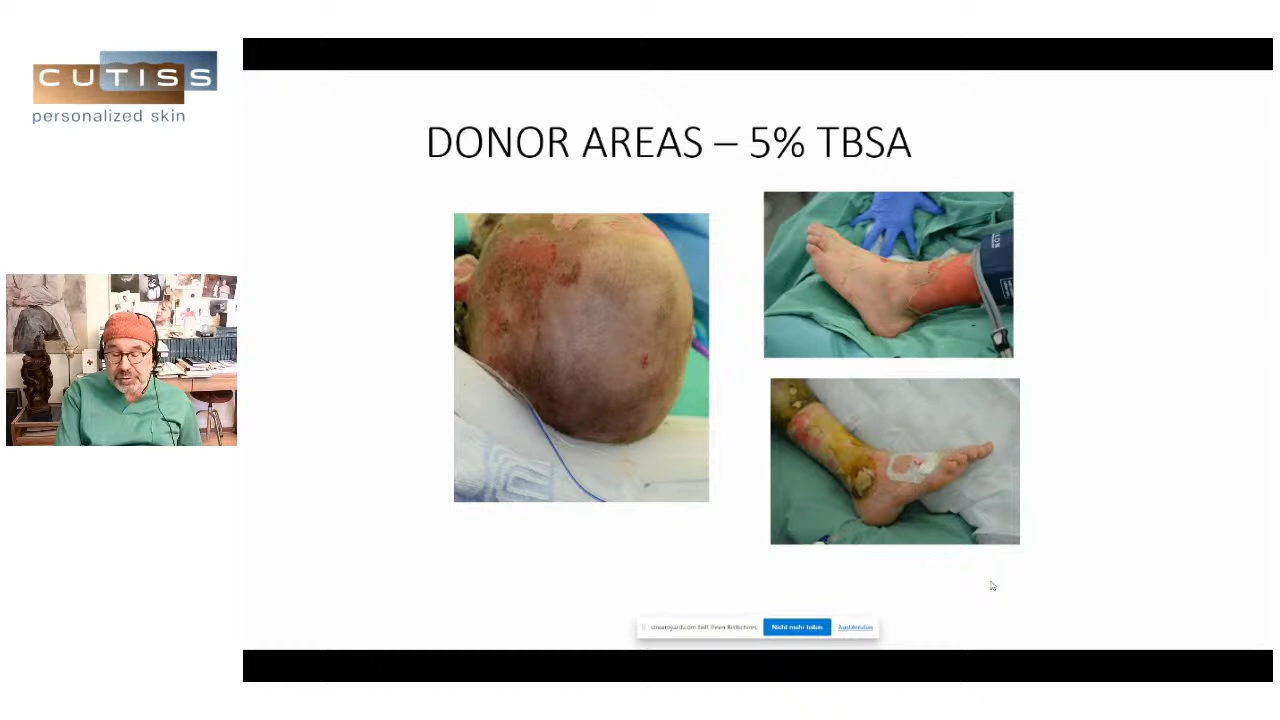 CUTISS
personalized skin
DONOR AREAS – 5% TBSA
streamyard.com teilt Ihren Bildschirm.
Nicht mehr teilen
Ausblenden